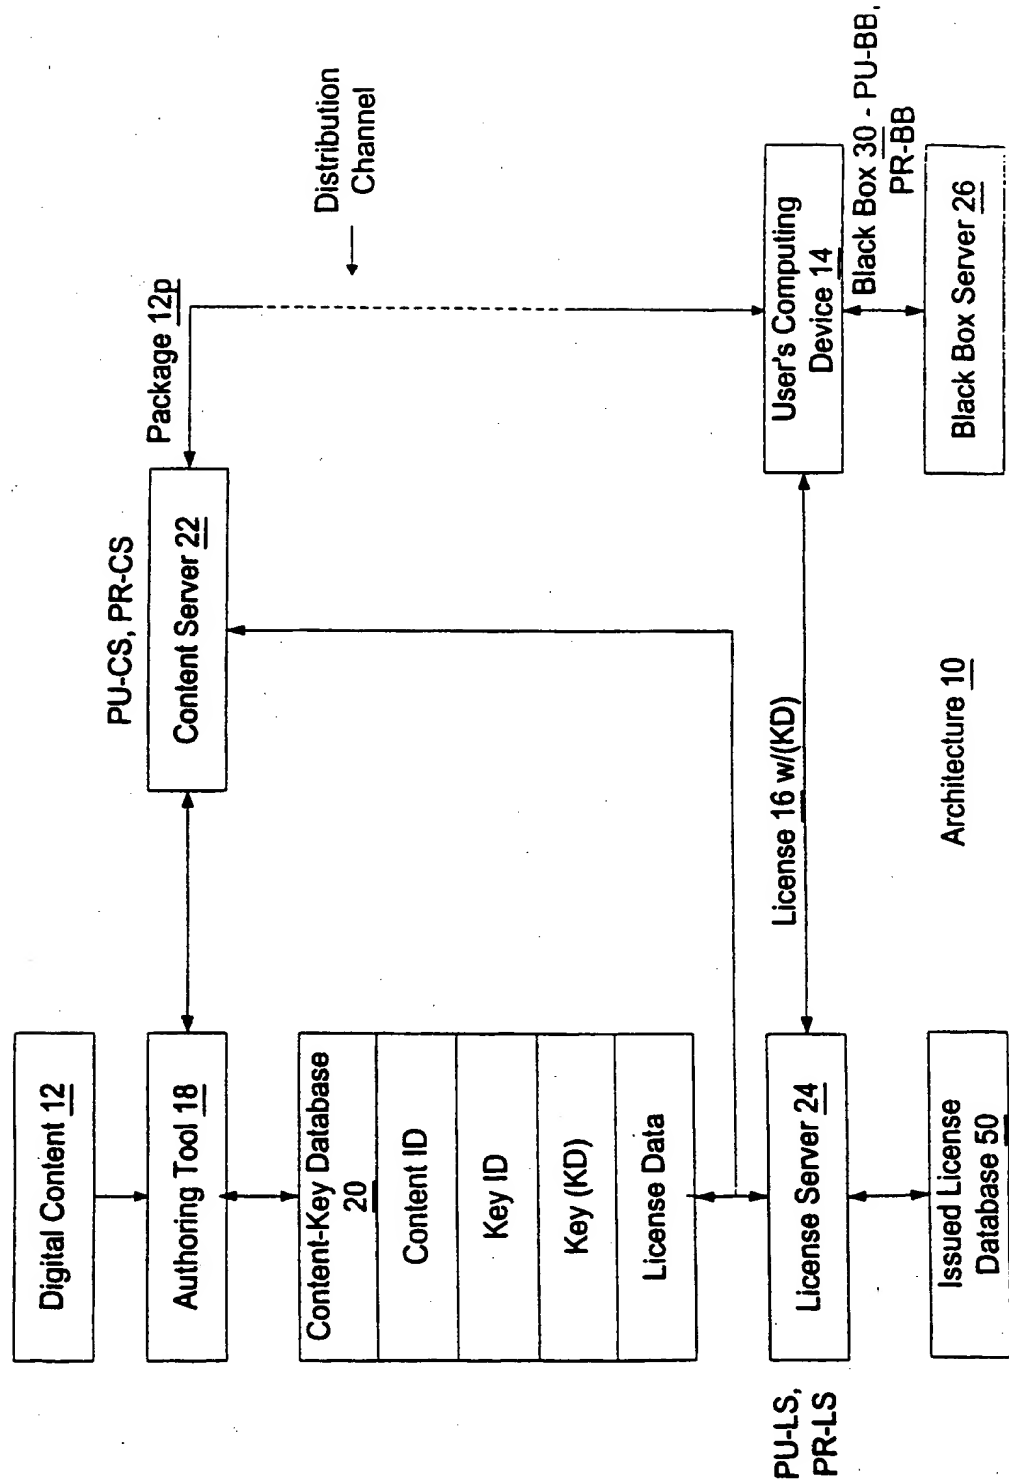 Digital Content 12
Authoring Tool 18
Content-Key Database
20
Content ID
Key ID
Key (KD)
License Data
License Server 24
PU-LS,
PR-LS
Issued License
Database 50
PU-CS, PR-CS
Content Server 22
Package 12p
Distribution
Channel
License 16 w/(KD)
User's Computing
Device 14
Black Box 30 - PU-BB,
PR-BB
Black Box Server 26
Architecture 10